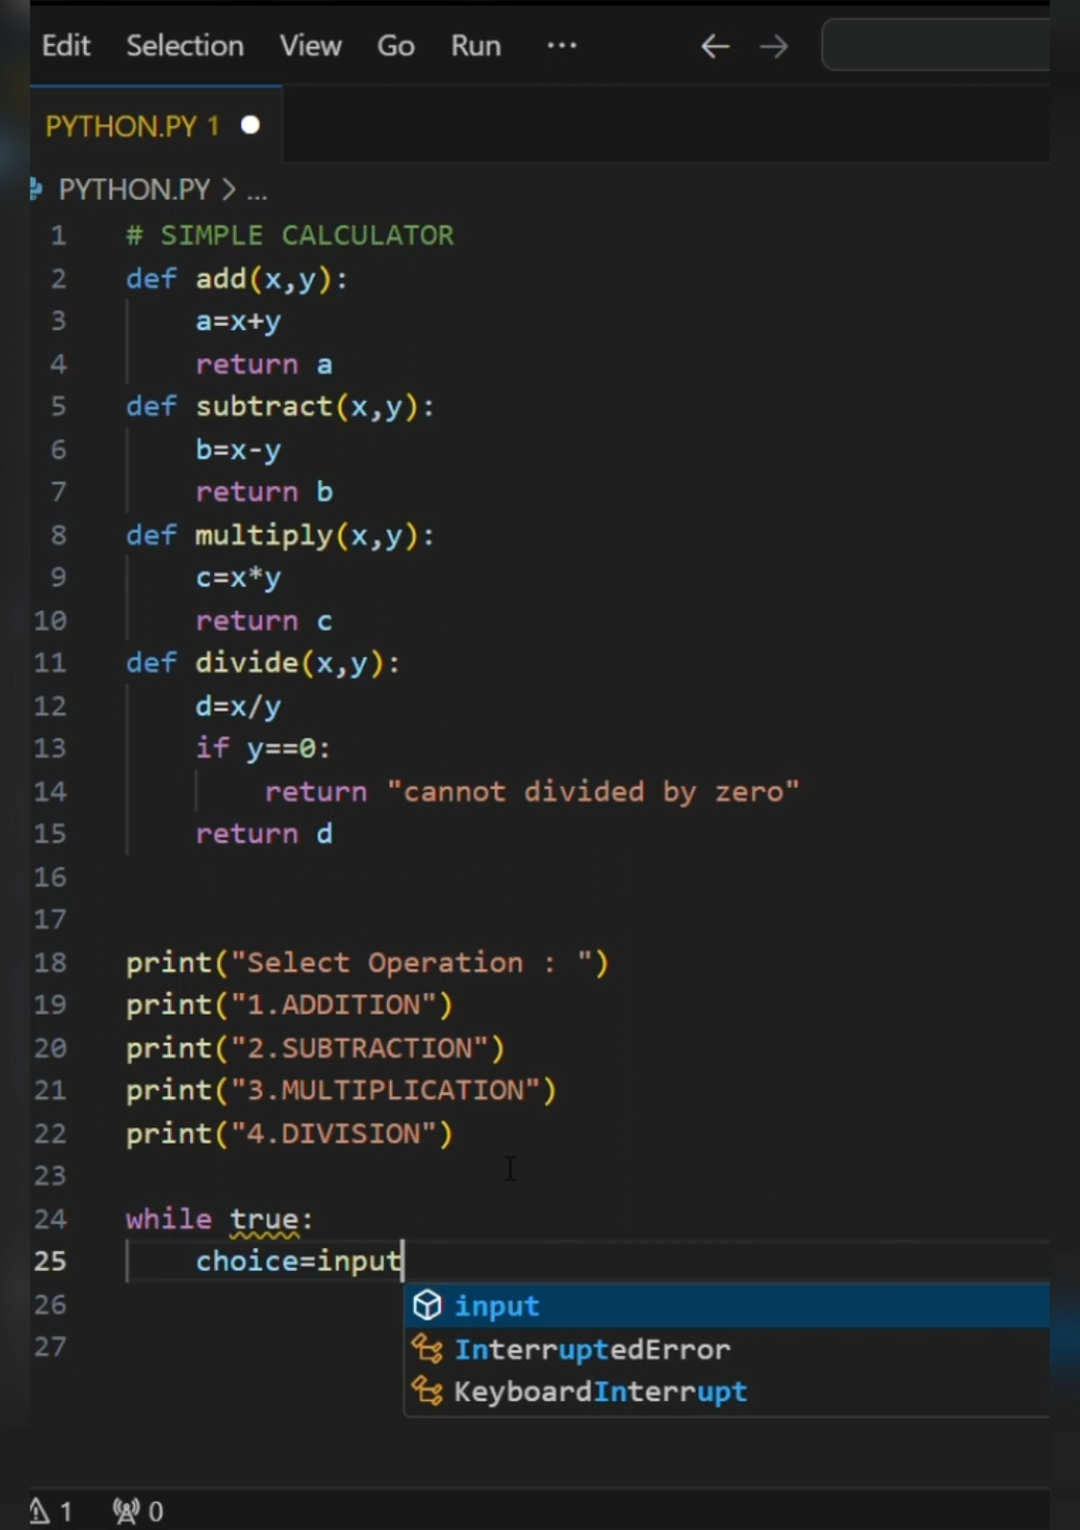 Edit Selection View Go Run ...
PYTHON.PY 1
PYTHON.PY > ...
1 # SIMPLE CALCULATOR
2 def add(x,y):
3 a=x+y
4 return a
5 def subtract(x,y):
6 b=x-y
7 return b
8 def multiply(x,y):
9 c=x*y
10 return c
11 def divide(x,y):
12 d=x/y
13 if y==0:
14 return "cannot divided by zero"
15 return d
16
17
18 print("Select Operation : ")
19 print("1.ADDITION")
20 print("2.SUBTRACTION")
21 print("3.MULTIPLICATION")
22 print("4.DIVISION")
23
24 while true:
25 choice=input
26 input
InterruptedError
27 KeyboardInterrupt
1 0